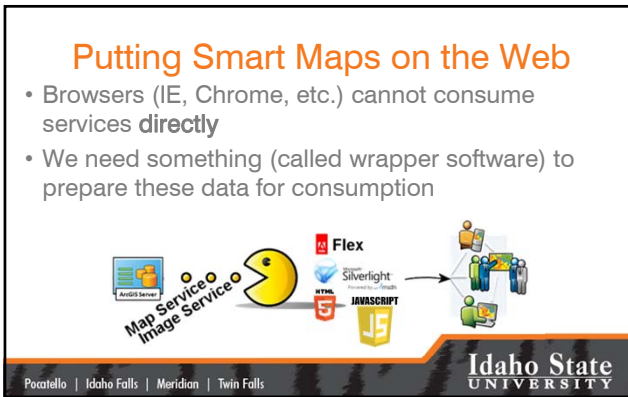 Putting Smart Maps on the Web
• Browsers (IE, Chrome, etc.) cannot consume
services directly
• We need something (called wrapper software) to
prepare these data for consumption
ArcGIS Server
Map Service
Image Service
Flex
Microsoft
Silverlight
HTML
5
JAVASCRIPT
JS
Pocatello | Idaho Falls | Meridian | Twin Falls
Idaho State
UNIVERSITY